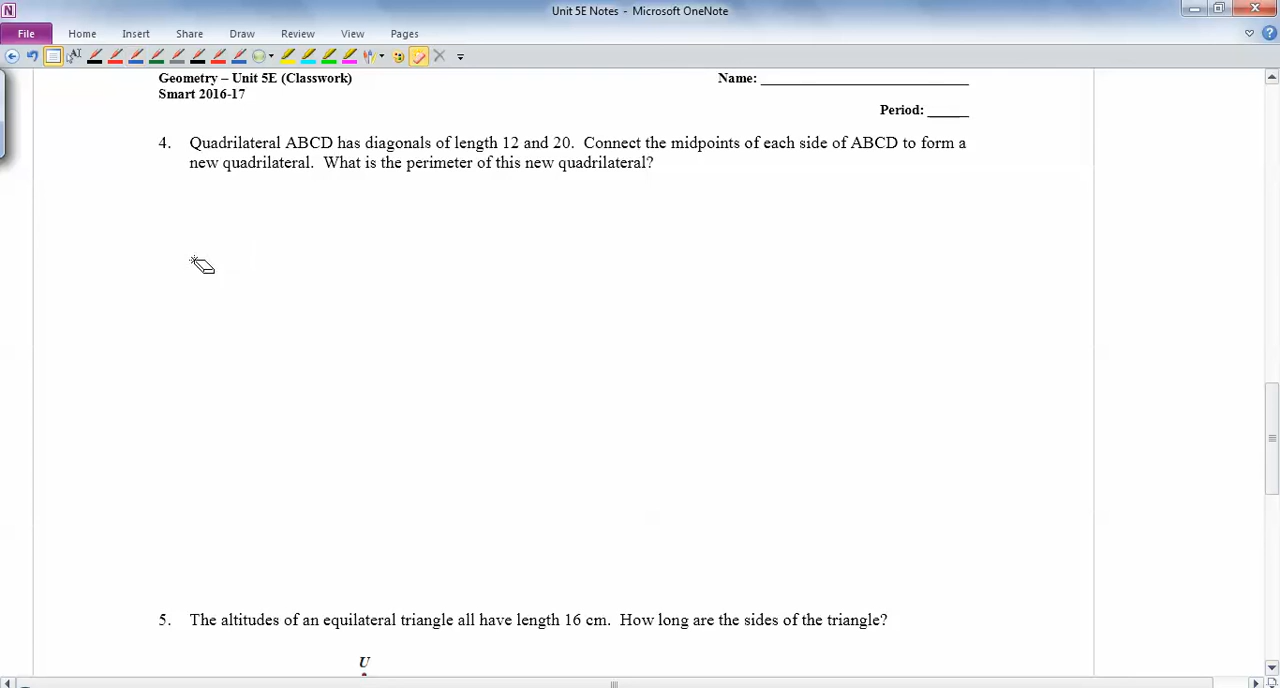 Unit 5E Notes - Microsoft OneNote
File Home Insert Share Draw Review View Pages
Geometry – Unit 5E (Classwork) Name:
Smart 2016-17
Period:
4. Quadrilateral ABCD has diagonals of length 12 and 20. Connect the midpoints of each side of ABCD to form a
new quadrilateral. What is the perimeter of this new quadrilateral?
5. The altitudes of an equilateral triangle all have length 16 cm. How long are the sides of the triangle?
U